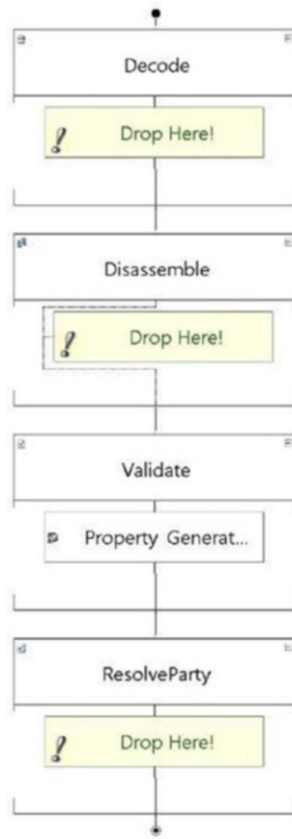 Decode
Drop Here!
Disassemble
Drop Here!
Validate
Property Generat...
ResolveParty
Drop Here!